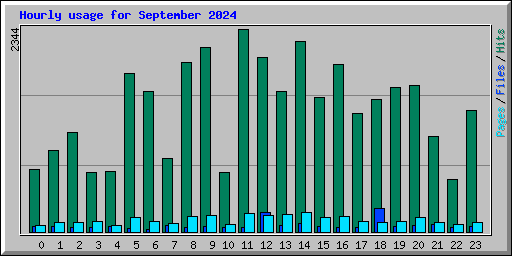 Hourly usage for September 2024
2344
Pages/Files/Hits
0 1 2 3 4 5 6 7 8 9 10 11 12 13 14 15 16 17 18 19 20 21 22 23